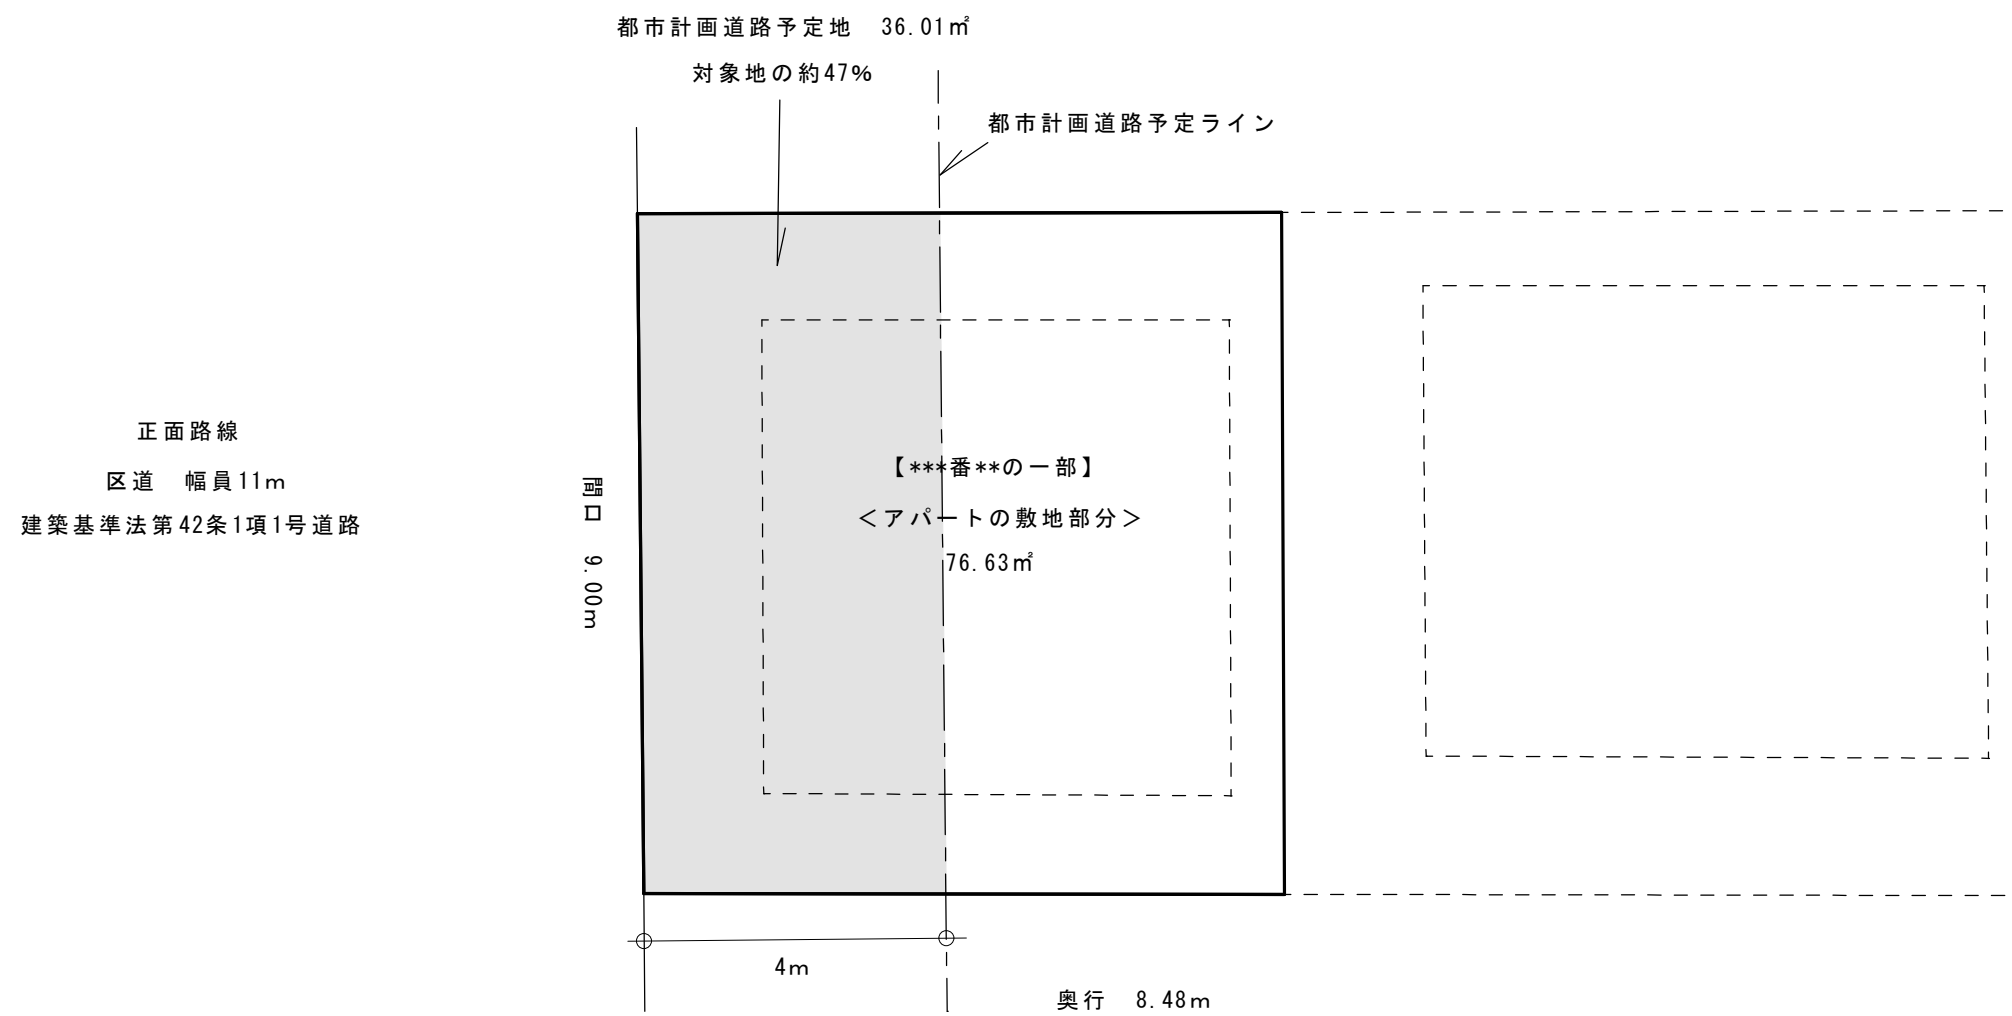 都市計画道路予定地　36.01㎡
対象地の約47%
都市計画道路予定ライン
正面路線
区道　幅員11m
建築基準法第42条1項1号道路
間口　9.00m
【***番**の一部】
＜アパートの敷地部分＞
76.63㎡
4m
奥行　8.48m